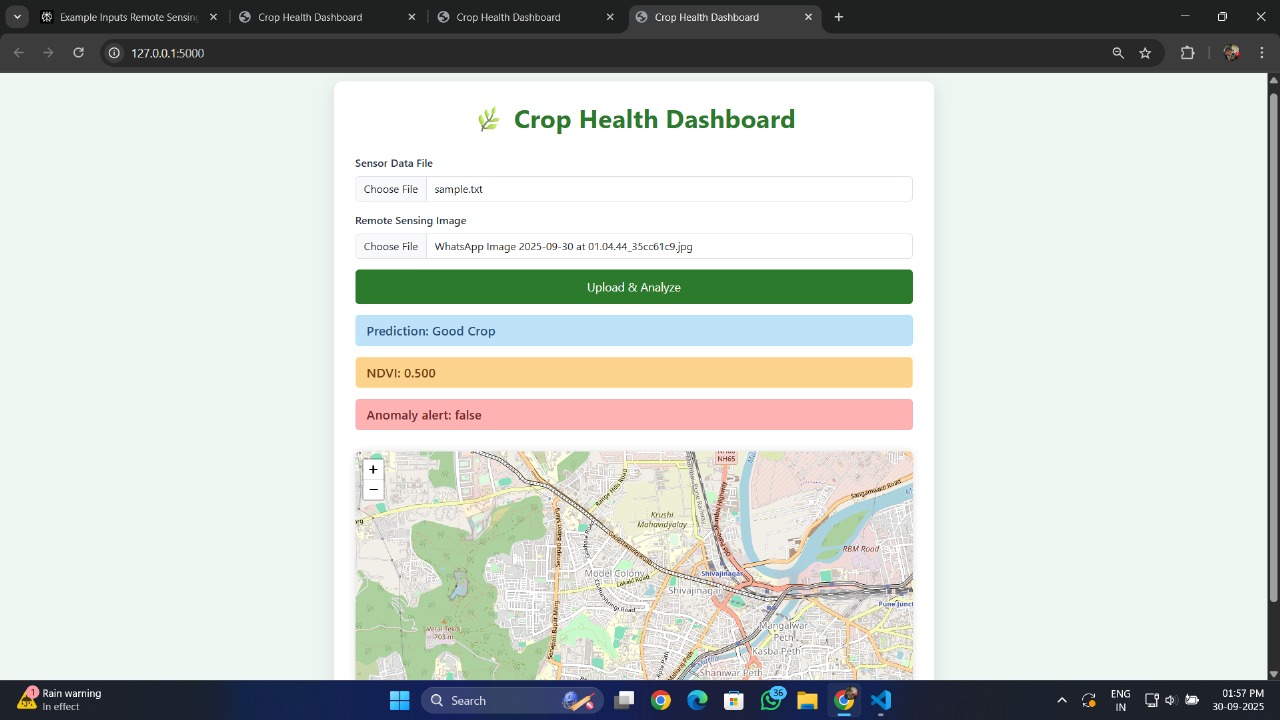 Example Inputs Remote Sensing
Crop Health Dashboard
Crop Health Dashboard
Crop Health Dashboard
127.0.0.1:5000
Crop Health Dashboard
Sensor Data File
Choose File sample.txt
Remote Sensing Image
Choose File WhatsApp Image 2025-09-30 at 01.04.44_35cc61c9.jpg
Upload & Analyze
Prediction: Good Crop
NDVI: 0.500
Anomaly alert: false
+
−
NH65
Sangamwadi Road
Krushi
Mahavidyalay
RBM Road
Model Colony
Shivajinagar
Shivajinagar
Pune Junct
Mangalwar
Peth
Kasba Peth
Shaniwar Peth
Vetal Tekdi
703 m
1
Rain warning
In effect
Search
36
ENG
IN
01:57 PM
30-09-2025